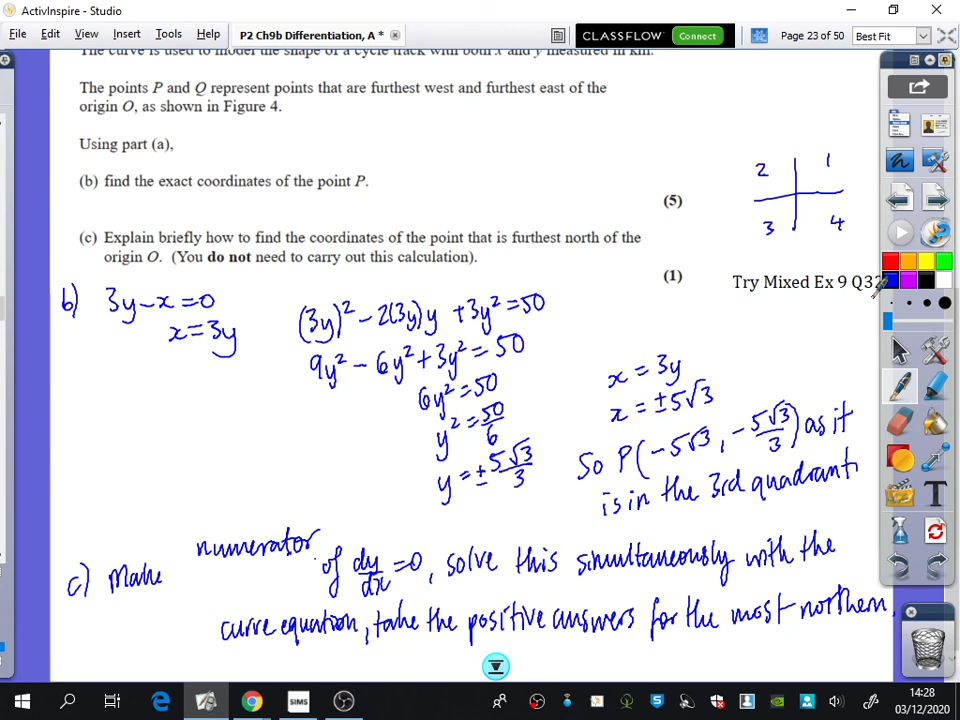 ActivInspire - Studio
File Edit View Insert Tools Help
P2 Ch9b Differentiation, A *
CLASSFLOW Connect
Page 23 of 50 Best Fit
The curve is used to model the shape of a cycle track with both x and y measured in km.
The points P and Q represent points that are furthest west and furthest east of the
origin O, as shown in Figure 4.
Using part (a),
(b) find the exact coordinates of the point P.
(5)
2 1
3 4
(c) Explain briefly how to find the coordinates of the point that is furthest north of the
origin O. (You do not need to carry out this calculation).
(1)
Try Mixed Ex 9 Q32
b) 3y-x=0
x=3y
(3y)² - 2(3y)y + 3y² = 50
9y² - 6y² + 3y² = 50
6y² = 50
y² = 50/6
y = ± 5√3/3
x = 3y
x = ±5√3
So P(-5√3, -5√3/3) as it
is in the 3rd quadrant
c) Make numerator of dy/dx = 0, solve this simultaneously with the
curve equation, take the positive answers for the most northern.
SIMS
14:28
03/12/2020